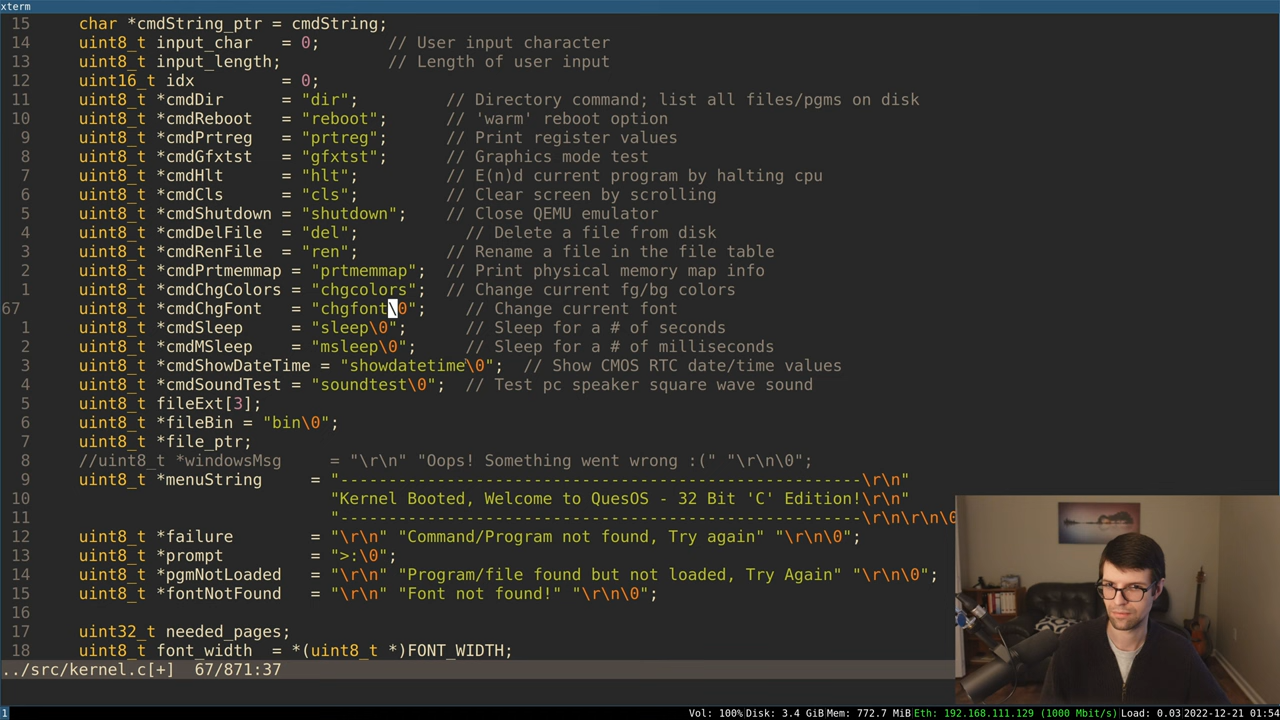 xterm
15 char *cmdString_ptr = cmdString;
14 uint8_t input_char = 0; // User input character
13 uint8_t input_length; // Length of user input
12 uint16_t idx = 0;
11 uint8_t *cmdDir = "dir"; // Directory command; list all files/pgms on disk
10 uint8_t *cmdReboot = "reboot"; // 'warm' reboot option
9 uint8_t *cmdPrtreg = "prtreg"; // Print register values
8 uint8_t *cmdGfxtst = "gfxtst"; // Graphics mode test
7 uint8_t *cmdHlt = "hlt"; // E(n)d current program by halting cpu
6 uint8_t *cmdCls = "cls"; // Clear screen by scrolling
5 uint8_t *cmdShutdown = "shutdown"; // Close QEMU emulator
4 uint8_t *cmdDelFile = "del"; // Delete a file from disk
3 uint8_t *cmdRenFile = "ren"; // Rename a file in the file table
2 uint8_t *cmdPrtmemmap = "prtmemmap"; // Print physical memory map info
1 uint8_t *cmdChgColors = "chgcolors"; // Change current fg/bg colors
67 uint8_t *cmdChgFont = "chgfont\0"; // Change current font
1 uint8_t *cmdSleep = "sleep\0"; // Sleep for a # of seconds
2 uint8_t *cmdMSleep = "msleep\0"; // Sleep for a # of milliseconds
3 uint8_t *cmdShowDateTime = "showdatetime\0"; // Show CMOS RTC date/time values
4 uint8_t *cmdSoundTest = "soundtest\0"; // Test pc speaker square wave sound
5 uint8_t fileExt[3];
6 uint8_t *fileBin = "bin\0";
7 uint8_t *file_ptr;
8 //uint8_t *windowsMsg = "\r\n" "Oops! Something went wrong :(" "\r\n\0";
9 uint8_t *menuString = "------------------------------------------------------\r\n"
10 "Kernel Booted, Welcome to QuesOS - 32 Bit 'C' Edition!\r\n"
11 "------------------------------------------------------\r\n\r\n\0
12 uint8_t *failure = "\r\n" "Command/Program not found, Try again" "\r\n\0";
13 uint8_t *prompt = ">:\0";
14 uint8_t *pgmNotLoaded = "\r\n" "Program/file found but not loaded, Try Again" "\r\n\0";
15 uint8_t *fontNotFound = "\r\n" "Font not found!" "\r\n\0";
16
17 uint32_t needed_pages;
18 uint8_t font_width = *(uint8_t *)FONT_WIDTH;
../src/kernel.c[+] 67/871:37
1 Vol: 100% Disk: 3.4 GiB Mem: 772.7 MiB Eth: 192.168.111.129 (1000 Mbit/s) Load: 0.03 2022-12-21 01:54